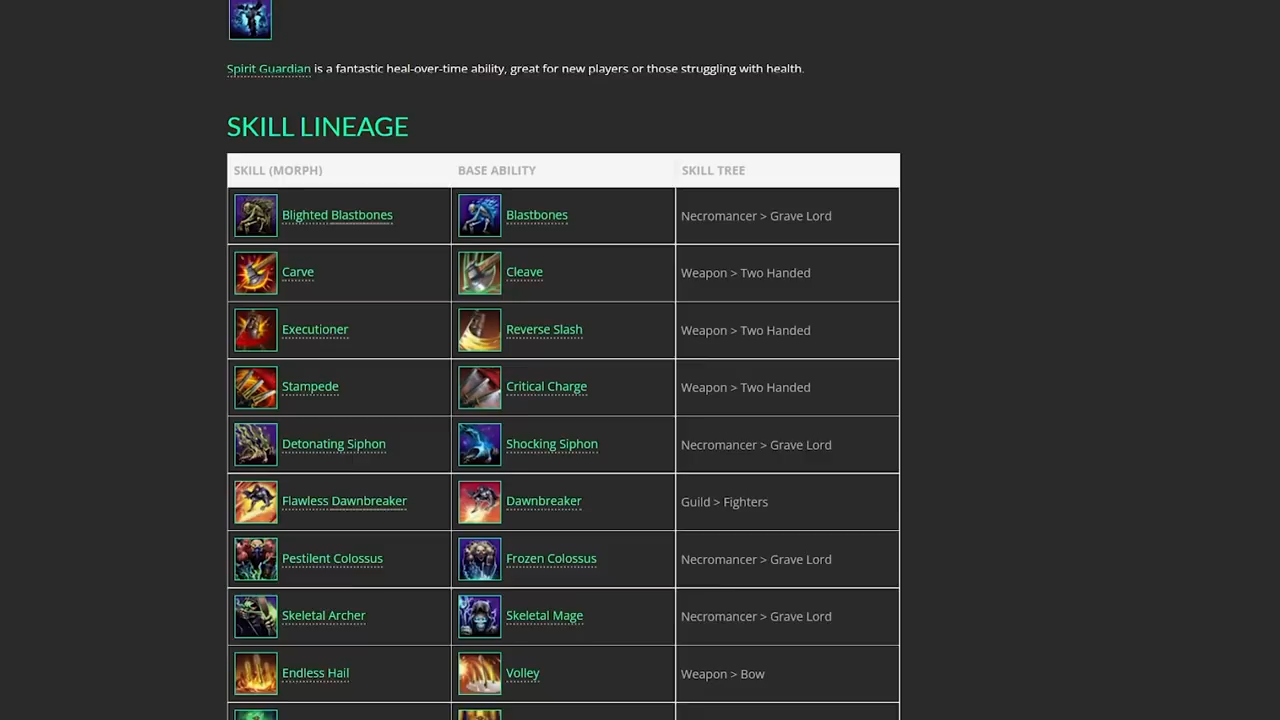 Spirit Guardian is a fantastic heal-over-time ability, great for new players or those struggling with health.
SKILL LINEAGE
SKILL (MORPH) BASE ABILITY SKILL TREE
Blighted Blastbones Blastbones Necromancer > Grave Lord
Carve Cleave Weapon > Two Handed
Executioner Reverse Slash Weapon > Two Handed
Stampede Critical Charge Weapon > Two Handed
Detonating Siphon Shocking Siphon Necromancer > Grave Lord
Flawless Dawnbreaker Dawnbreaker Guild > Fighters
Pestilent Colossus Frozen Colossus Necromancer > Grave Lord
Skeletal Archer Skeletal Mage Necromancer > Grave Lord
Endless Hail Volley Weapon > Bow